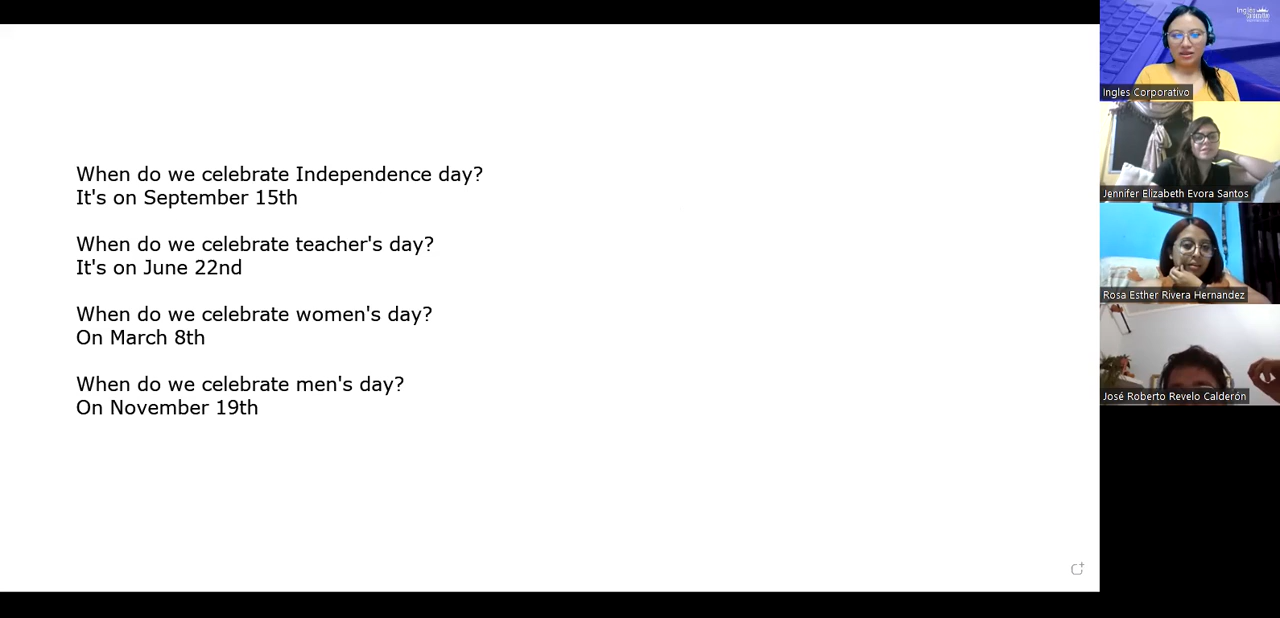 When do we celebrate Independence day?
It's on September 15th
When do we celebrate teacher's day?
It's on June 22nd
When do we celebrate women's day?
On March 8th
When do we celebrate men's day?
On November 19th
Ingles
Ingles Corporativo
Jennifer Elizabeth Evora Santos
Rosa Esther Rivera Hernandez
José Roberto Revelo Calderón